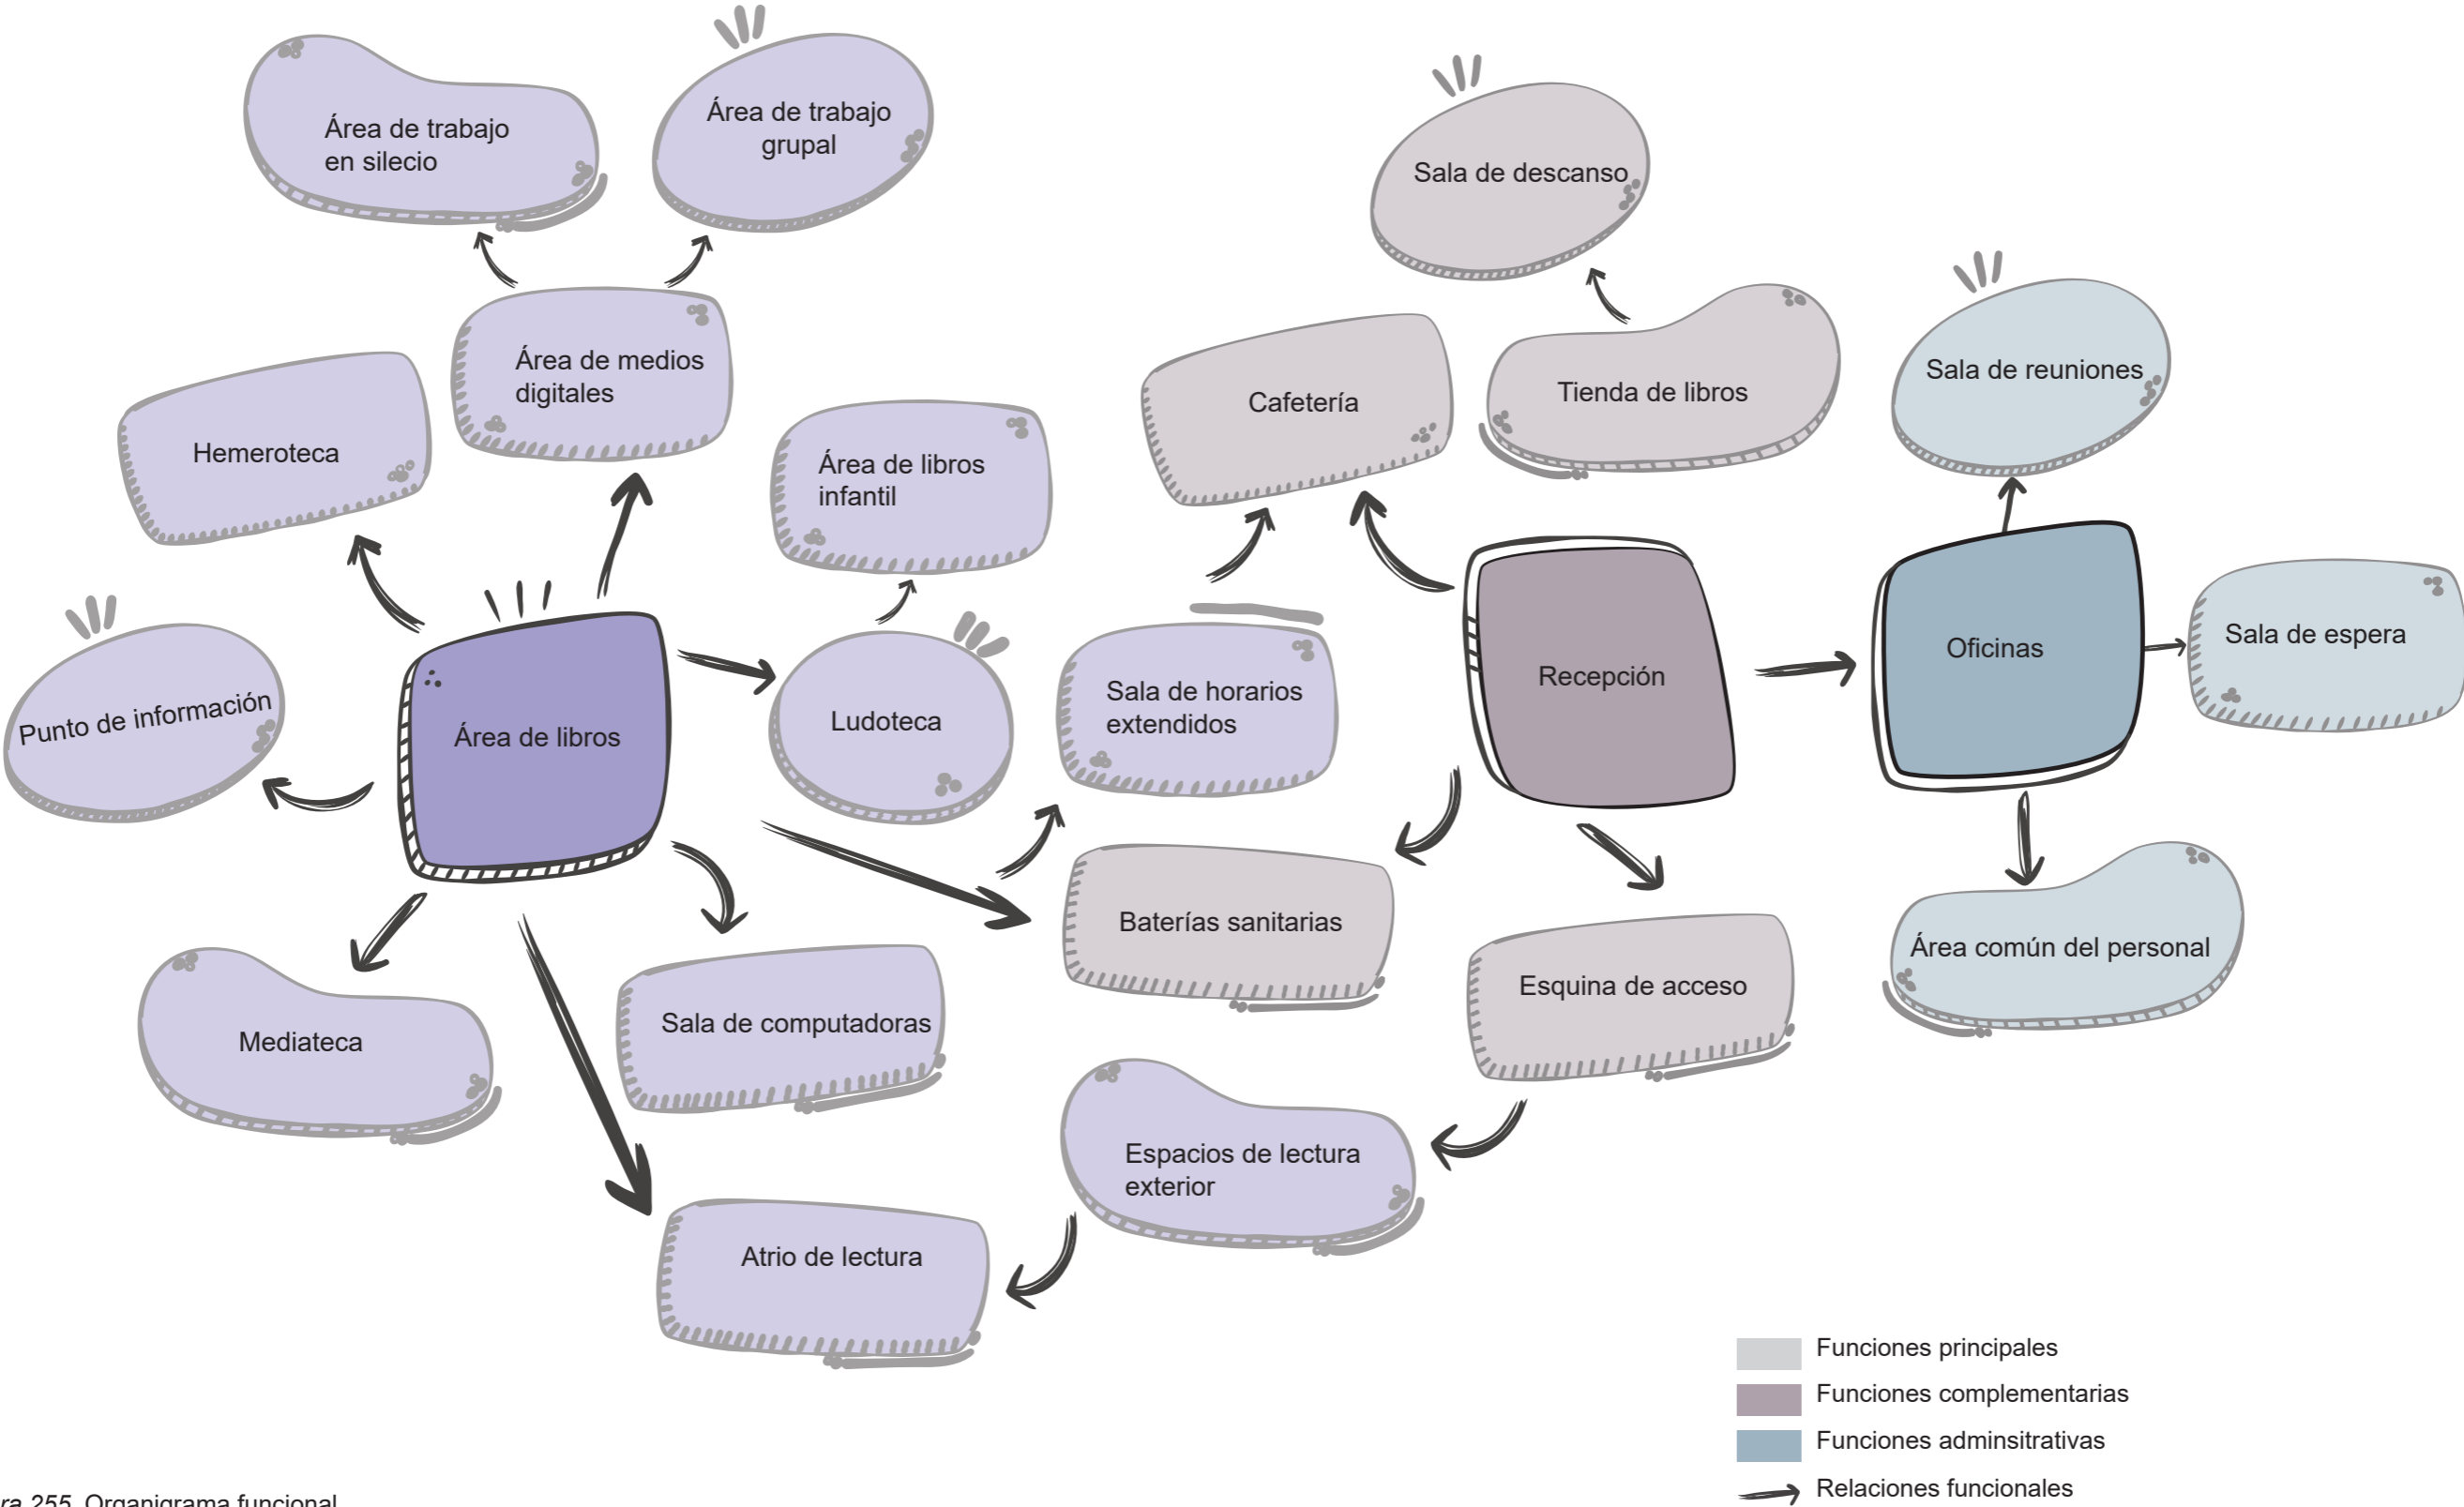 Área de trabajo
en silecio
Área de trabajo
grupal
Sala de descanso
Área de medios
digitales
Sala de reuniones
Cafetería
Tienda de libros
Hemeroteca
Área de libros
infantil
Sala de espera
Oficinas
Recepción
Sala de horarios
extendidos
Punto de información
Ludoteca
Área de libros
Baterías sanitarias
Área común del personal
Esquina de acceso
Sala de computadoras
Mediateca
Espacios de lectura
exterior
Atrio de lectura
Funciones principales
Funciones complementarias
Funciones adminsitrativas
Relaciones funcionales
ra 255. Organigrama funcional